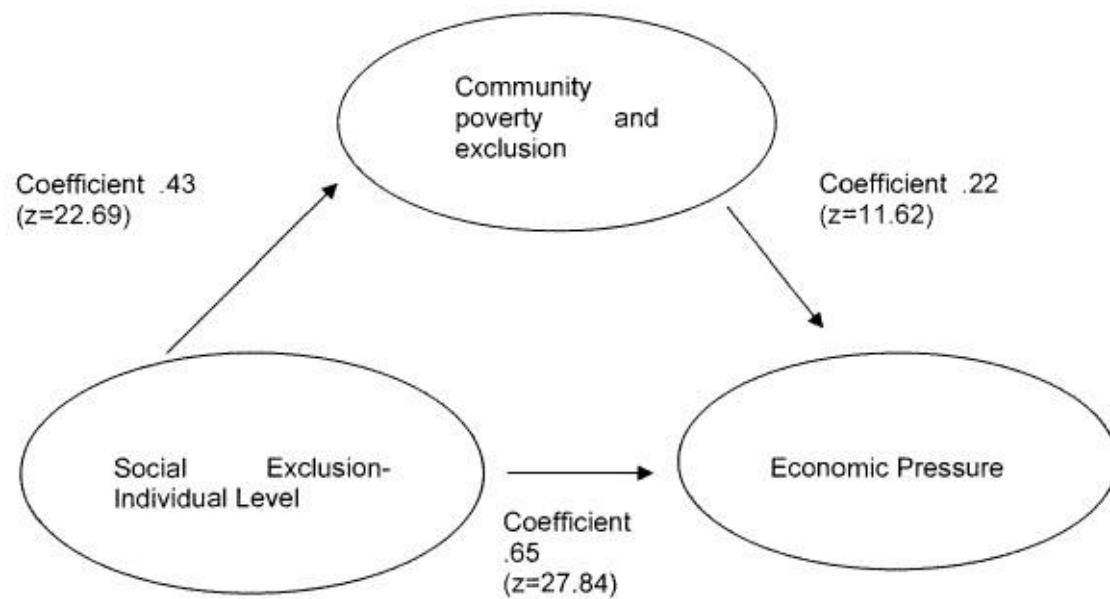 Community
poverty and
exclusion
Coefficient .43
(z=22.69)
Coefficient .22
(z=11.62)
Social Exclusion-
Individual Level
Economic Pressure
Coefficient
.65
(z=27.84)